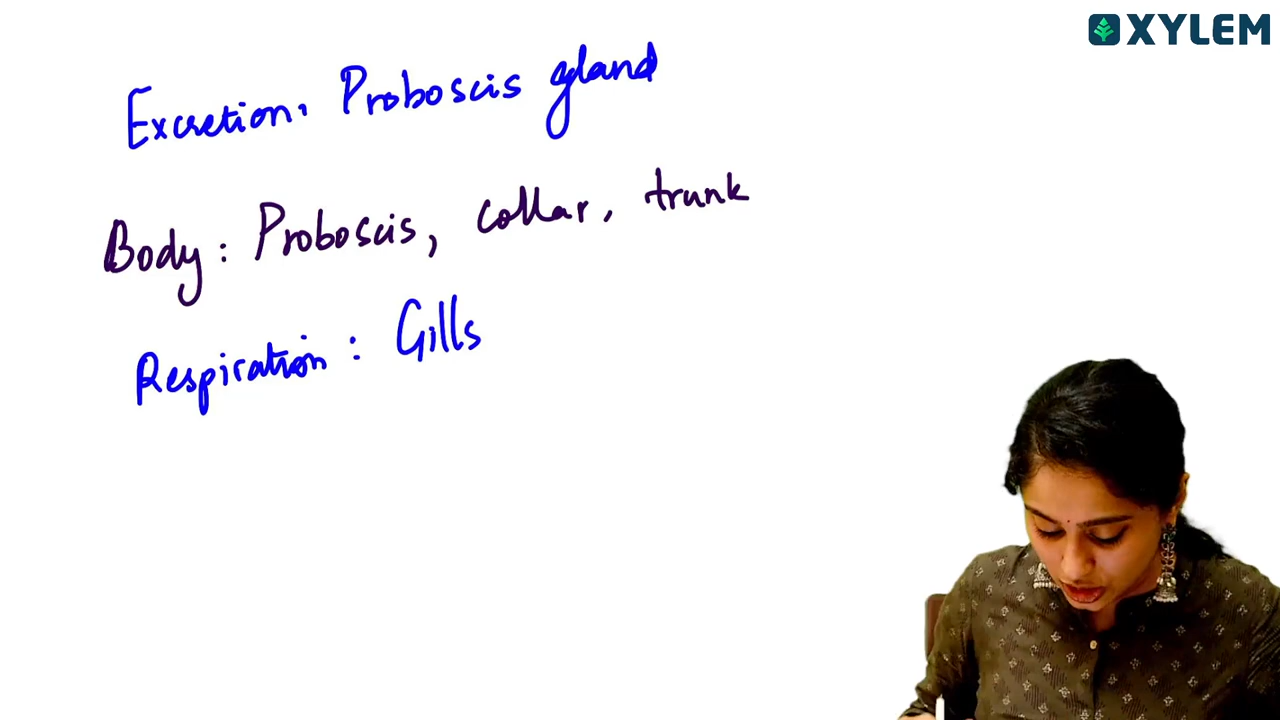 XYLEM
Excretion. Proboscis gland
Body : Proboscis, collar, trunk
Respiration : Gills